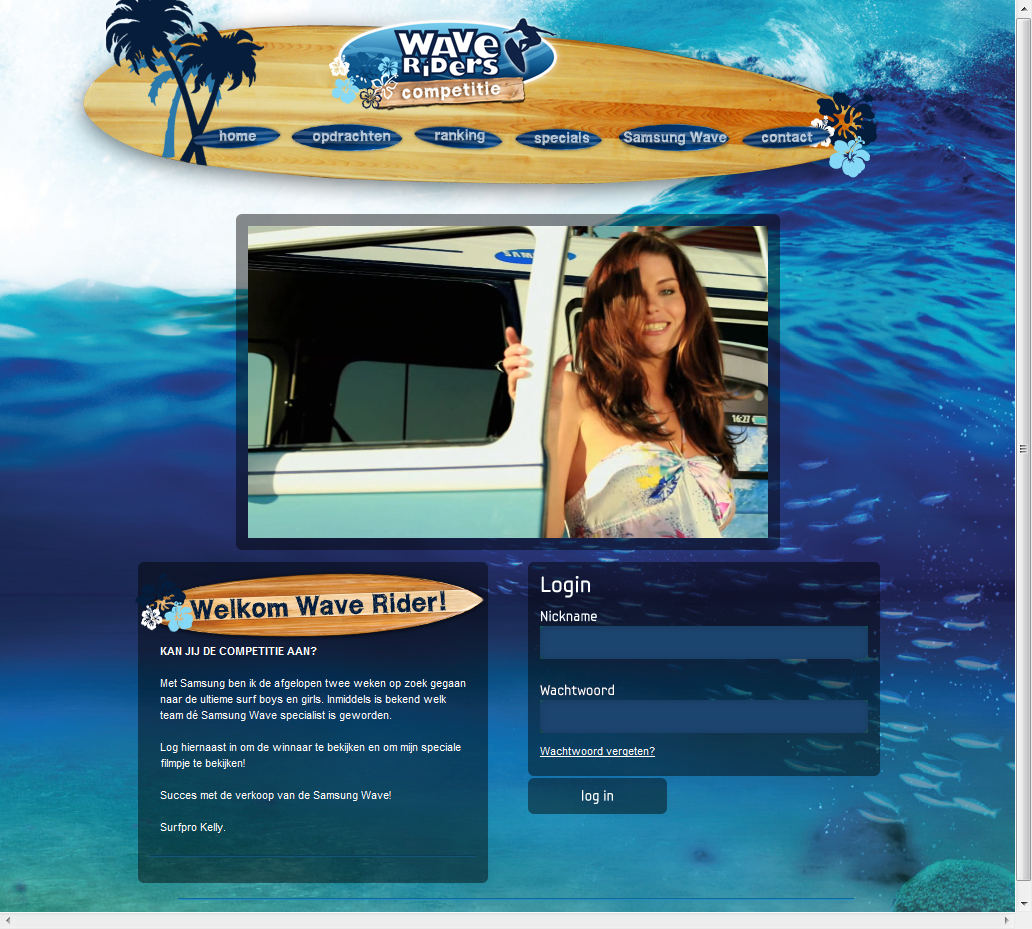 WAVE
RiDERS
competitie
home opdrachten ranking specials Samsung Wave contact
SAM
16:27
Welkom Wave Rider!
KAN JIJ DE COMPETITIE AAN?
Met Samsung ben ik de afgelopen twee weken op zoek gegaan
naar de ultieme surf boys en girls. Inmiddels is bekend welk
team dé Samsung Wave specialist is geworden.
Log hiernaast in om de winnaar te bekijken en om mijn speciale
filmpje te bekijken!
Succes met de verkoop van de Samsung Wave!
Surfpro Kelly.
Login
Nickname
Wachtwoord
Wachtwoord vergeten?
log in